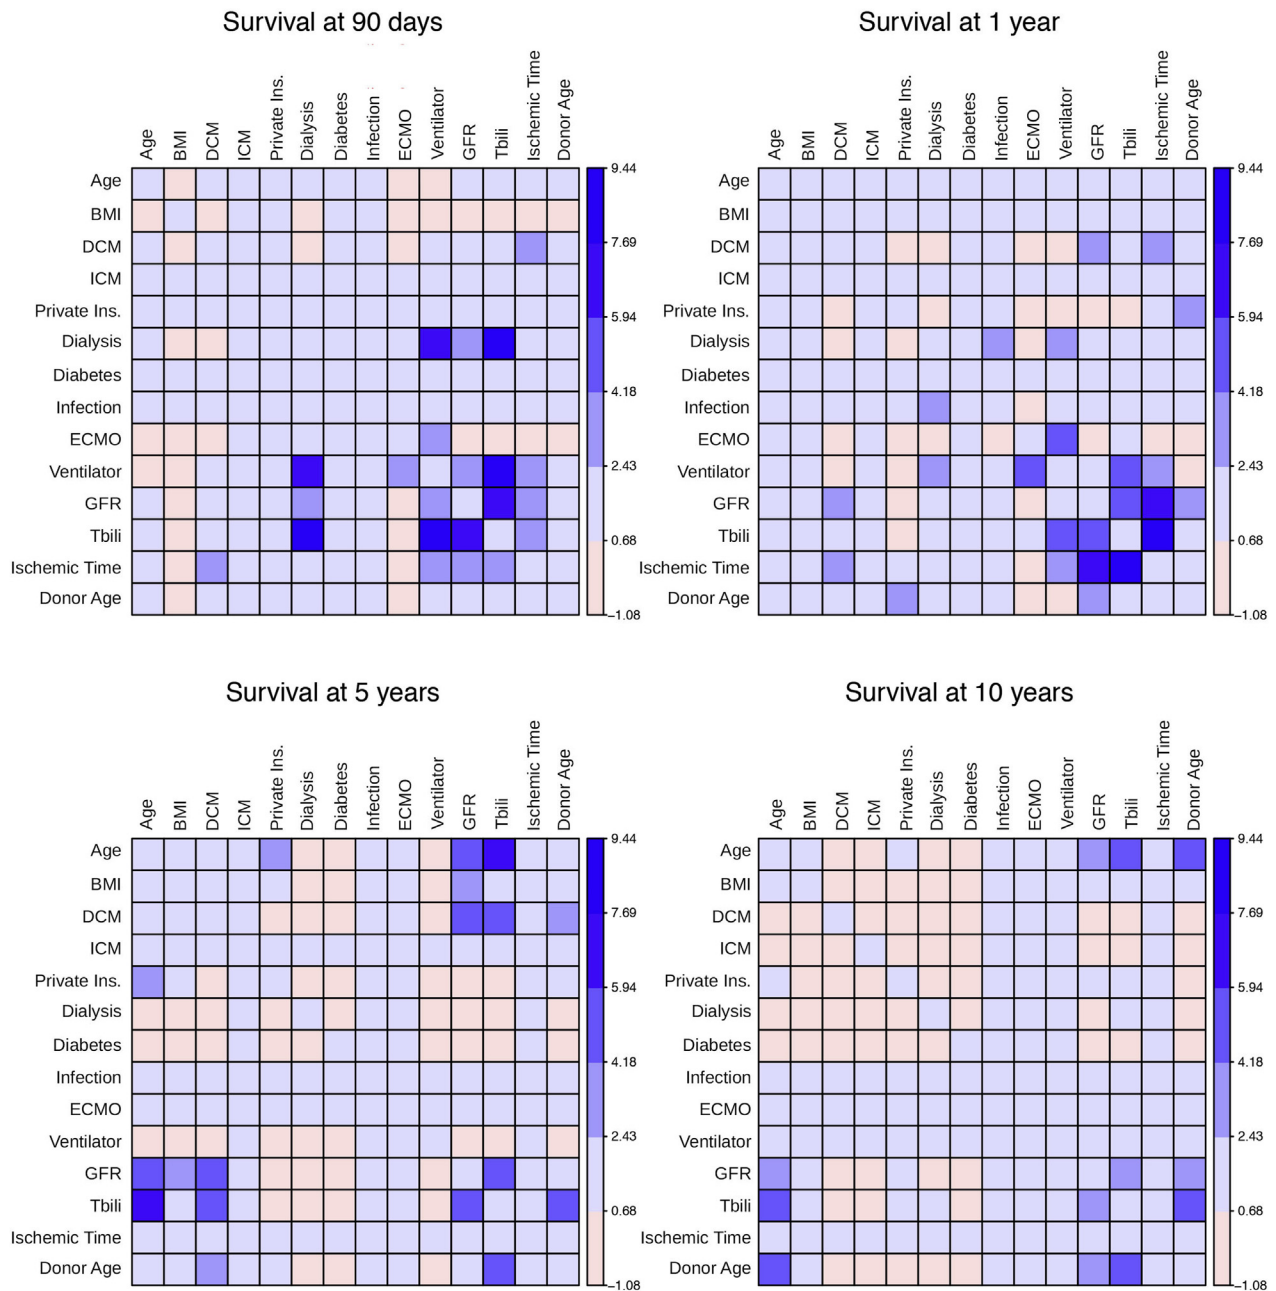 Survival at 90 days
Age BMI DCM ICM Private Ins. Dialysis Diabetes Infection ECMO Ventilator GFR Tbili Ischemic Time Donor Age
Age
BMI
DCM
ICM
Private Ins.
Dialysis
Diabetes
Infection
ECMO
Ventilator
GFR
Tbili
Ischemic Time
Donor Age
9.44
7.69
5.94
4.18
2.43
0.68
−1.08
Survival at 1 year
Age BMI DCM ICM Private Ins. Dialysis Diabetes Infection ECMO Ventilator GFR Tbili Ischemic Time Donor Age
Age
BMI
DCM
ICM
Private Ins.
Dialysis
Diabetes
Infection
ECMO
Ventilator
GFR
Tbili
Ischemic Time
Donor Age
9.44
7.69
5.94
4.18
2.43
0.68
−1.08
Survival at 5 years
Age BMI DCM ICM Private Ins. Dialysis Diabetes Infection ECMO Ventilator GFR Tbili Ischemic Time Donor Age
Age
BMI
DCM
ICM
Private Ins.
Dialysis
Diabetes
Infection
ECMO
Ventilator
GFR
Tbili
Ischemic Time
Donor Age
9.44
7.69
5.94
4.18
2.43
0.68
−1.08
Survival at 10 years
Age BMI DCM ICM Private Ins. Dialysis Diabetes Infection ECMO Ventilator GFR Tbili Ischemic Time Donor Age
Age
BMI
DCM
ICM
Private Ins.
Dialysis
Diabetes
Infection
ECMO
Ventilator
GFR
Tbili
Ischemic Time
Donor Age
9.44
7.69
5.94
4.18
2.43
0.68
−1.08